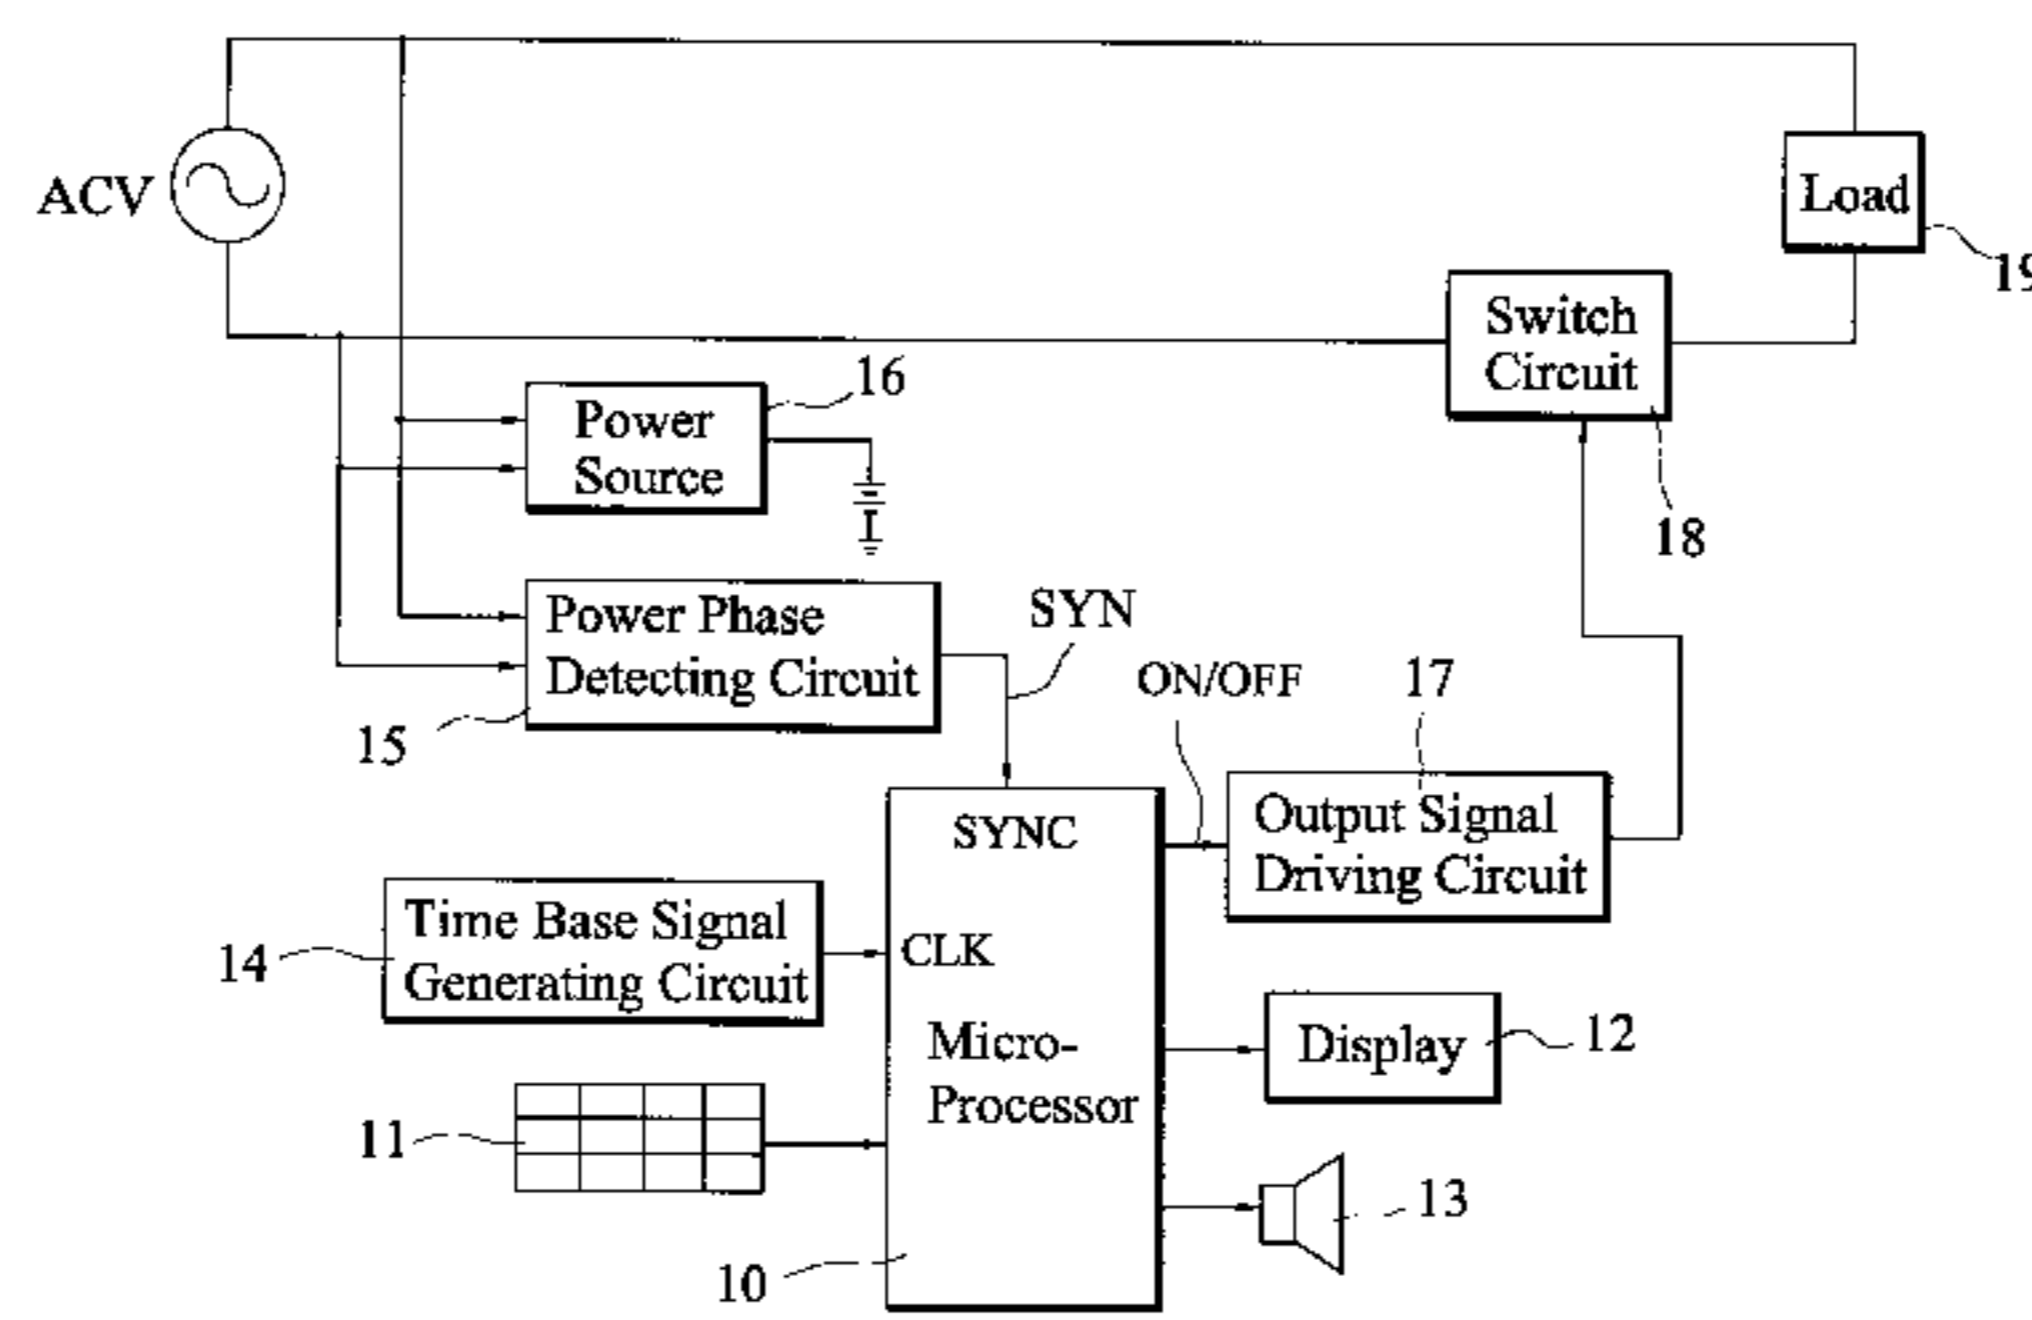 ACV
Load
19
Switch
Circuit
18
16
Power
Source
Power Phase
Detecting Circuit
15
SYN
ON/OFF
17
SYNC
Output Signal
Driving Circuit
Time Base Signal
Generating Circuit
14
CLK
Micro-
Processor
Display
12
11
13
10